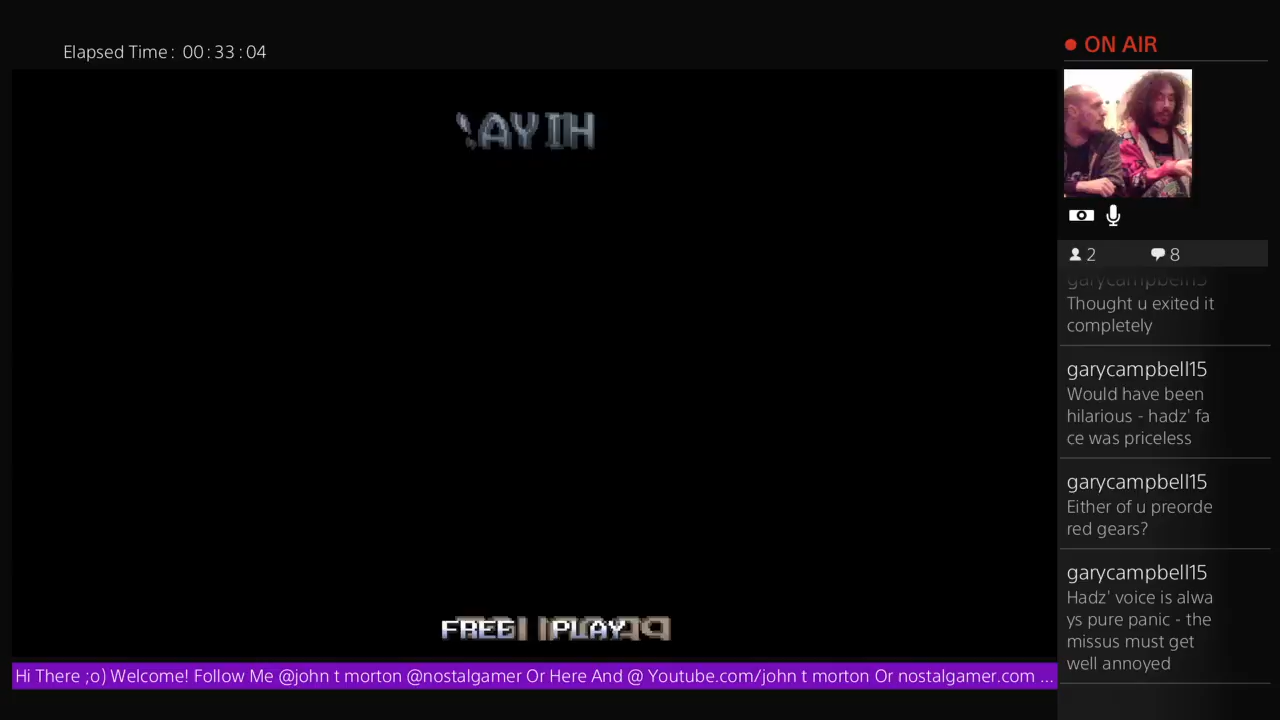 Elapsed Time: 00:33:04
ON AIR
2
8
Thought u exited it
completely
garycampbell15
Would have been
hilarious - hadz' fa
ce was priceless
garycampbell15
Either of u preorde
red gears?
garycampbell15
Hadz' voice is alwa
ys pure panic - the
missus must get
well annoyed
FREE PLAY
Hi There ;o) Welcome! Follow Me @john t morton @nostalgamer Or Here And @ Youtube.com/john t morton Or nostalgamer.com ...